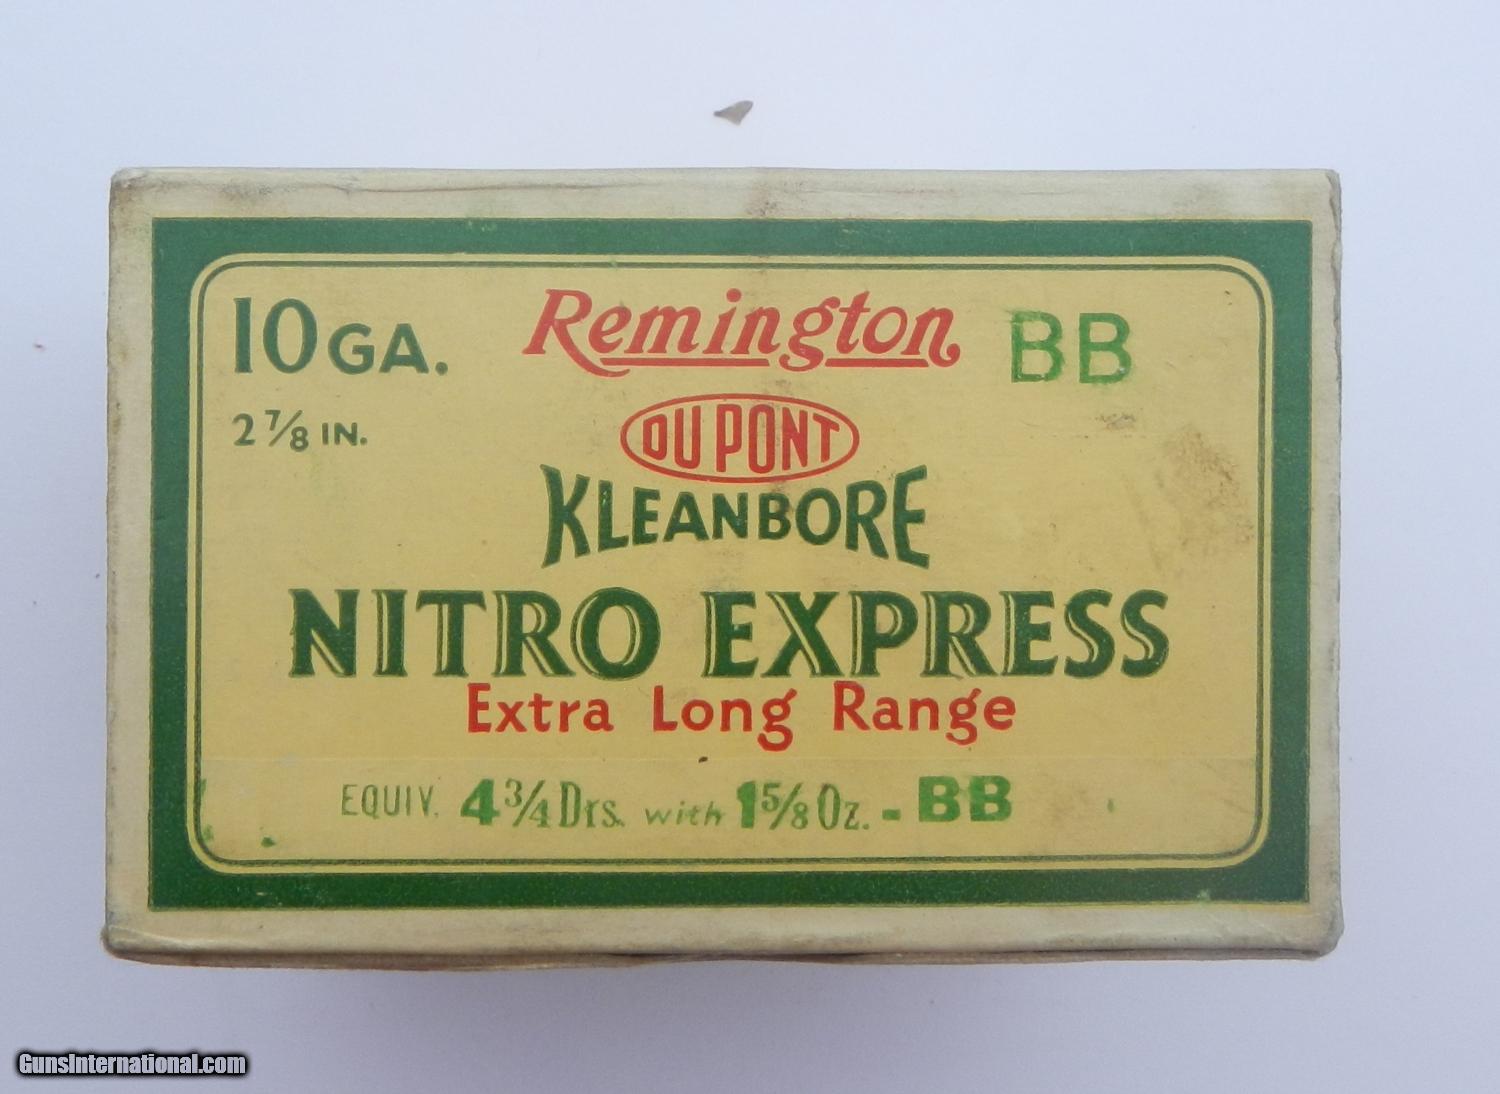 10 GA. Remington BB
2 7/8 IN.
DU PONT
KLEANBORE
NITRO EXPRESS
Extra Long Range
EQUIV. 4 3/4 Drs. with 1 5/8 Oz. - BB
GunsInternational.com